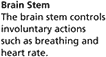 Brain Stem
The brain stem controls
involuntary actions
such as breathing and
heart rate.